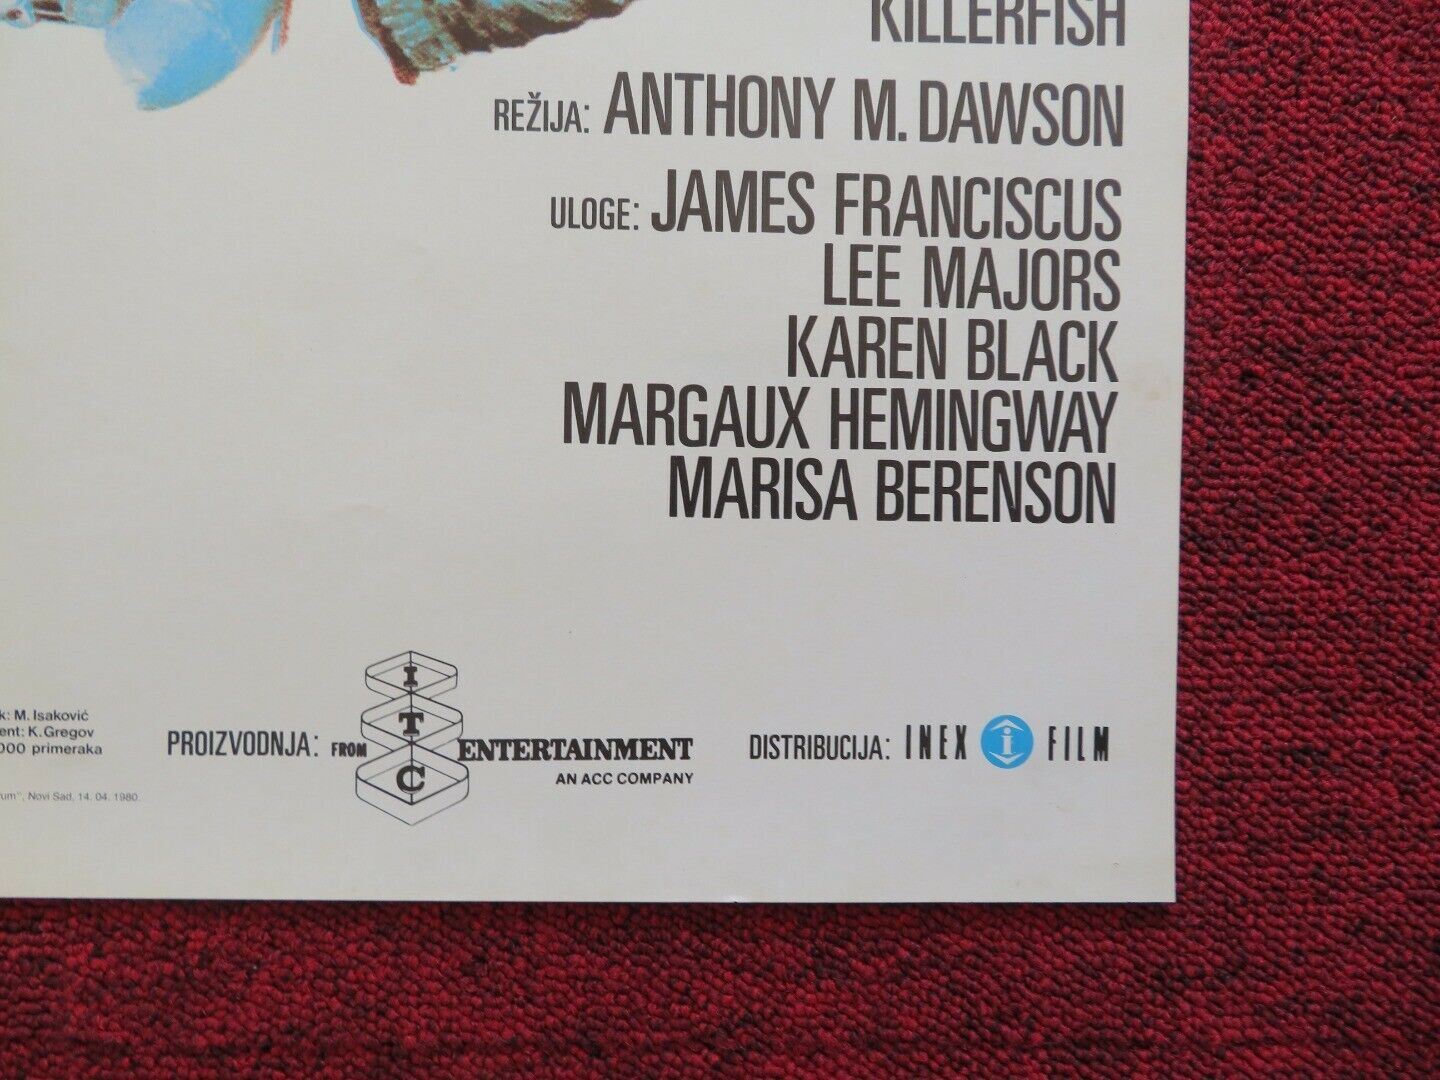 KILLERFISH
REŽIJA: ANTHONY M. DAWSON
ULOGE: JAMES FRANCISCUS
LEE MAJORS
KAREN BLACK
MARGAUX HEMINGWAY
MARISA BERENSON
k: M. Isaković
ent: K. Gregov
000 primeraka
um", Novi Sad, 14. 04. 1980.
PROIZVODNJA: FROM ITC ENTERTAINMENT
AN ACC COMPANY
DISTRIBUCIJA: INEX i FILM